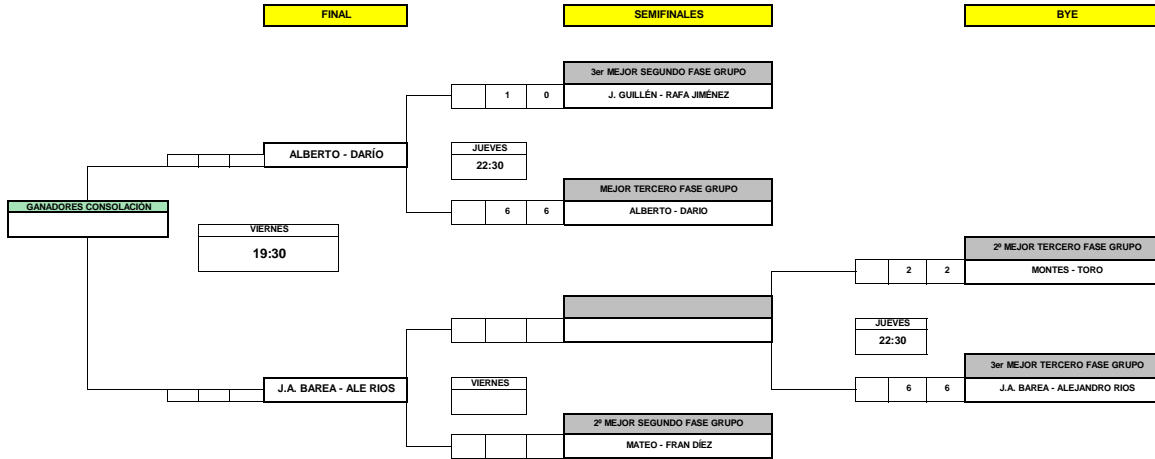 FINAL SEMIFINALES BYE
3er MEJOR SEGUNDO FASE GRUPO
1 0 J. GUILLÉN - RAFA JIMÉNEZ
ALBERTO - DARÍO
JUEVES
22:30
MEJOR TERCERO FASE GRUPO
6 6 ALBERTO - DARIO
GANADORES CONSOLACIÓN
VIERNES
19:30
2º MEJOR TERCERO FASE GRUPO
2 2 MONTES - TORO
JUEVES
22:30
3er MEJOR TERCERO FASE GRUPO
6 6 J.A. BAREA - ALEJANDRO RIOS
J.A. BAREA - ALE RIOS
VIERNES
2º MEJOR SEGUNDO FASE GRUPO
MATEO - FRAN DÍEZ